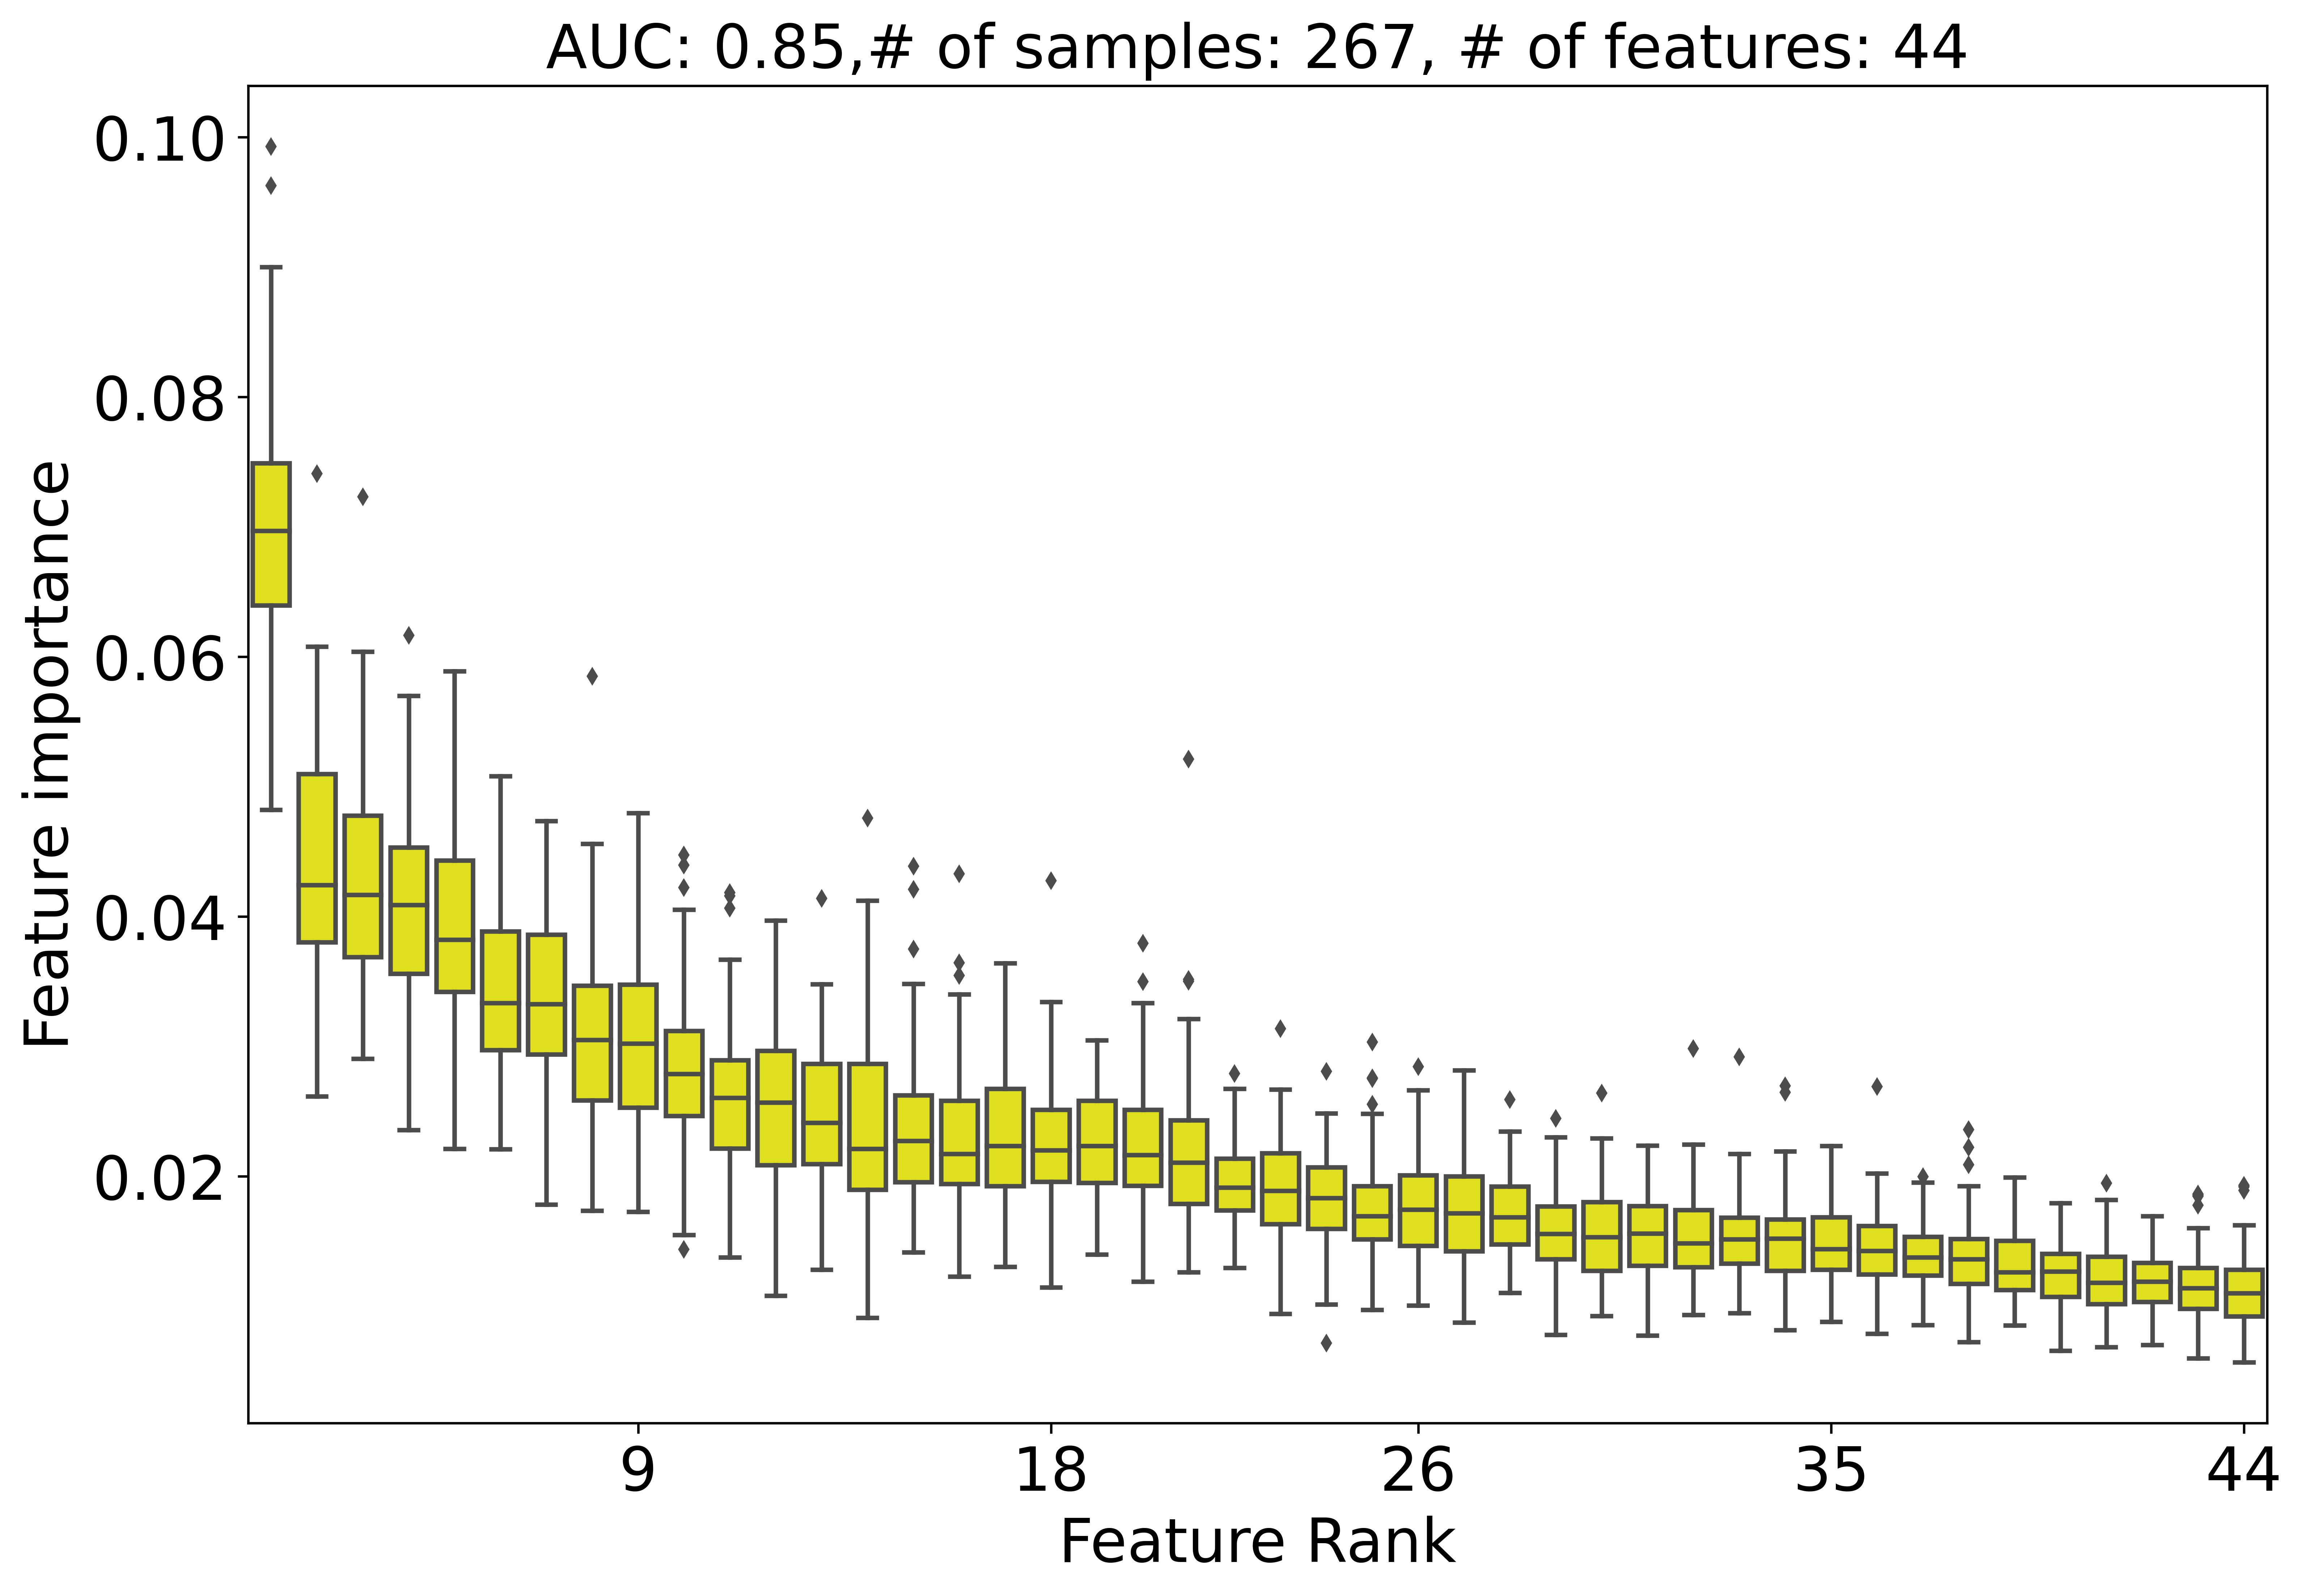 AUC: 0.85,# of samples: 267, # of features: 44
0.10
0.08
0.06
0.04
0.02
Feature importance
9 18 26 35 44
Feature Rank